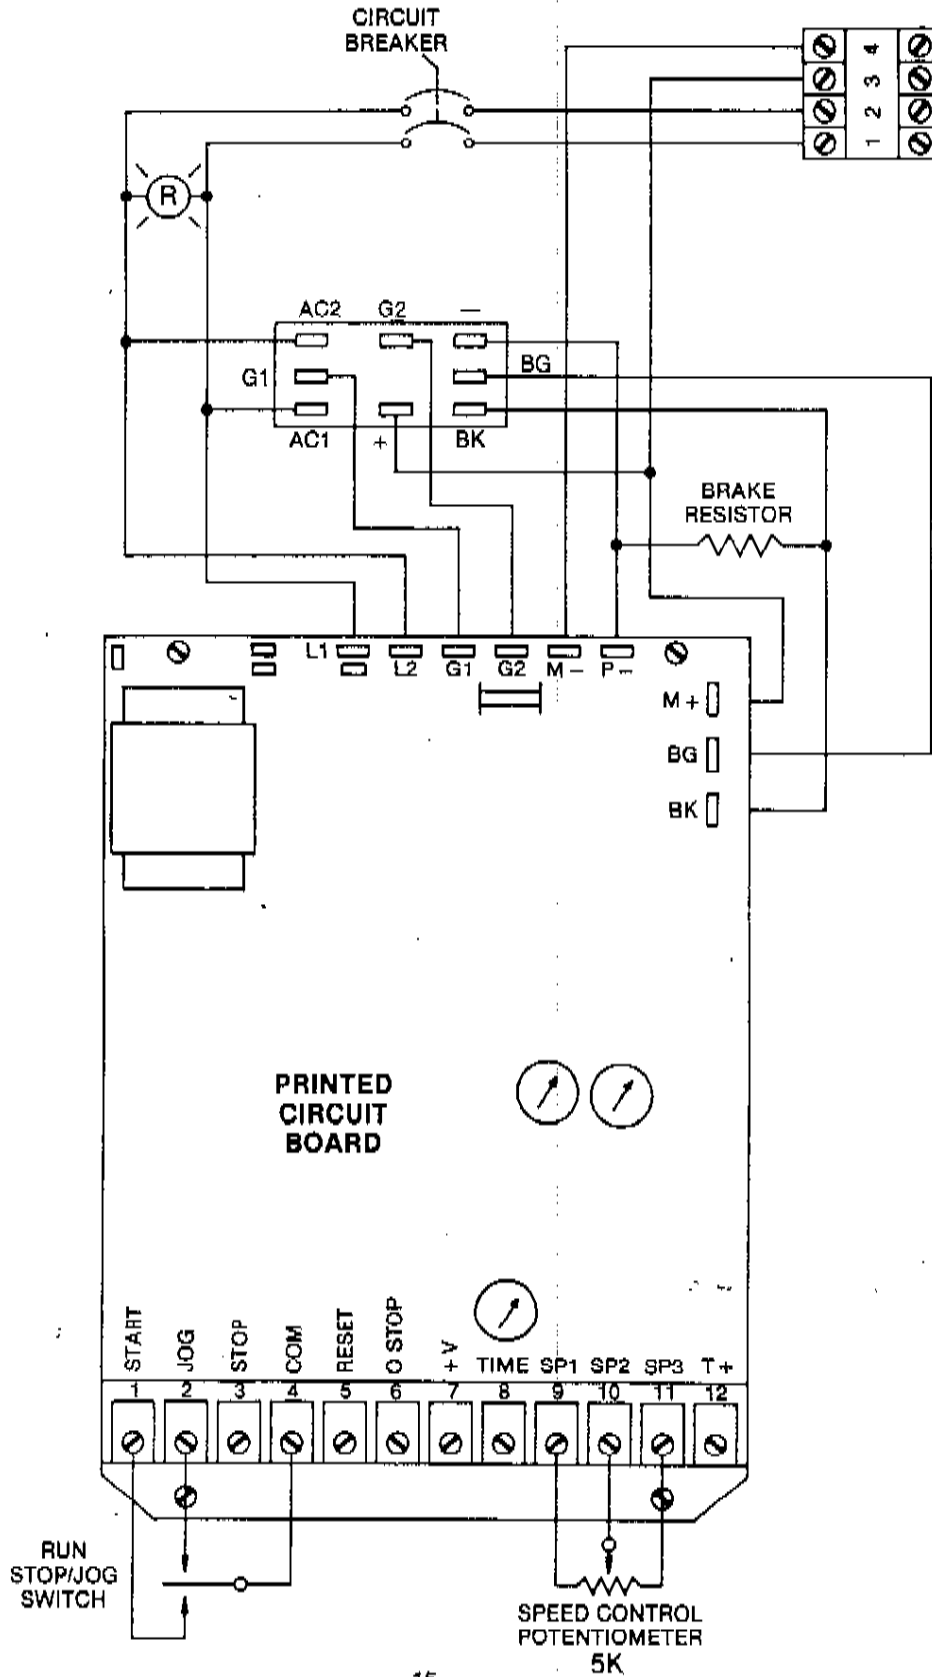 CIRCUIT
BREAKER
4
3
2
1
R
AC2 G2 —
G1 BG
AC1 + BK
BRAKE
RESISTOR
L1 L2 G1 G2 M– P–
M+
BG
BK
PRINTED
CIRCUIT
BOARD
START JOG STOP COM RESET O STOP +V TIME SP1 SP2 SP3 T+
1 2 3 4 5 6 7 8 9 10 11 12
RUN
STOP/JOG
SWITCH
SPEED CONTROL
POTENTIOMETER
5K